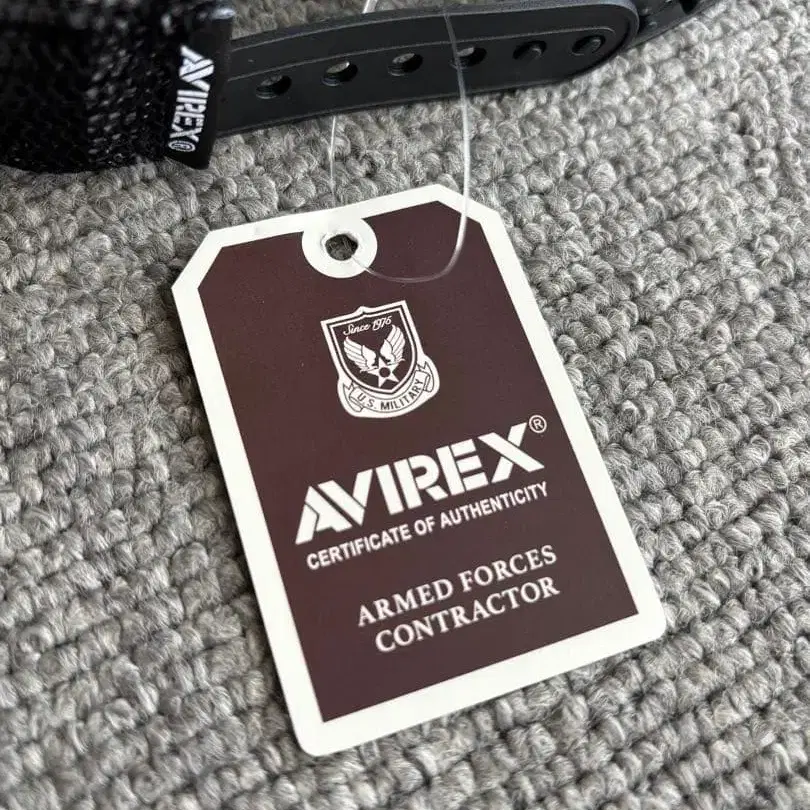 AVIREX®
Since 1975
U.S. MILITARY
AVIREX®
CERTIFICATE OF AUTHENTICITY
ARMED FORCES
CONTRACTOR